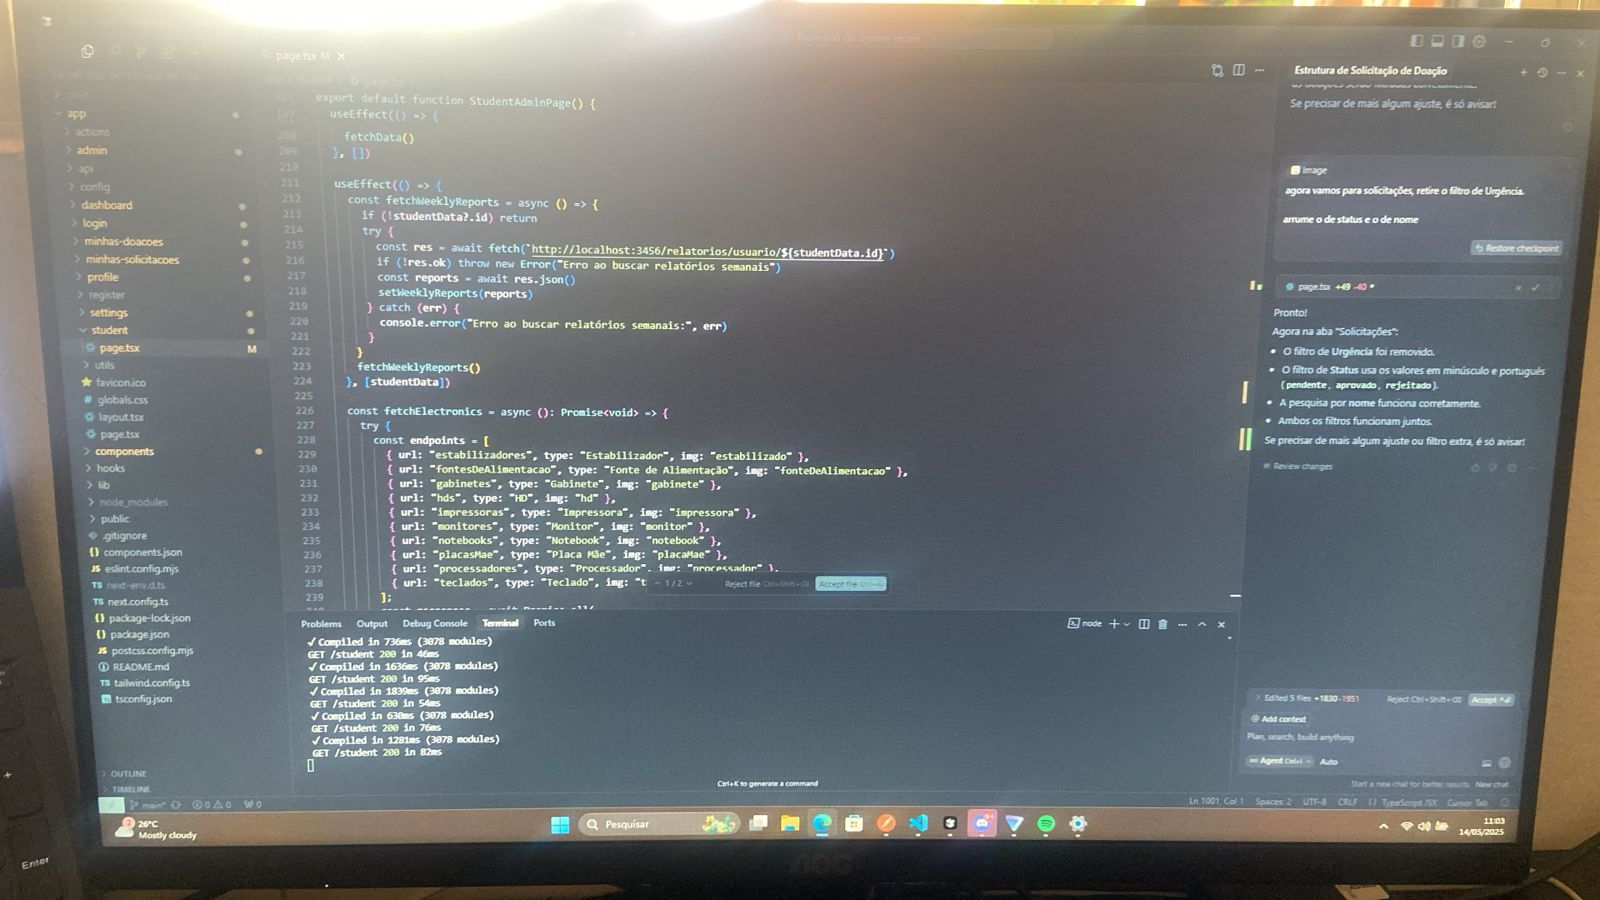 page.tsx M
Estrutura de Solicitação de Doação
Se precisar de mais algum ajuste, é só avisar!
Image
agora vamos para solicitações, retire o filtro de Urgência.
arrume o de status e o de nome
Restore checkpoint
page.tsx +49 -40
Pronto!
Agora na aba "Solicitações":
O filtro de Urgência foi removido.
O filtro de Status usa os valores em minúsculo e português
(pendente, aprovado, rejeitado).
A pesquisa por nome funciona corretamente.
Ambos os filtros funcionam juntos.
Se precisar de mais algum ajuste ou filtro extra, é só avisar!
Review changes
Edited 5 files +1830-1951
Accept
Add context
Plan, search, build anything
Agent Ctrl+I
Auto
Start a new chat for better results New chat
app
actions
admin
api
config
dashboard
login
minhas-doacoes
minhas-solicitacoes
profile
register
settings
student
page.tsx M
utils
favicon.ico
globals.css
layout.tsx
page.tsx
components
hooks
lib
node_modules
public
.gitignore
components.json
eslint.config.mjs
next-env.d.ts
next.config.ts
package-lock.json
package.json
postcss.config.mjs
README.md
tailwind.config.ts
tsconfig.json
OUTLINE
TIMELINE
export default function StudentAdminPage() {
useEffect(() => {
208 fetchData()
209 }, [])
210
211 useEffect(() => {
212 const fetchWeeklyReports = async () => {
213 if (!studentData?.id) return
214 try {
215 const res = await fetch(`http://localhost:3456/relatorios/usuario/${studentData.id}`)
216 if (!res.ok) throw new Error("Erro ao buscar relatórios semanais")
217 const reports = await res.json()
218 setWeeklyReports(reports)
219 } catch (err) {
220 console.error("Erro ao buscar relatórios semanais:", err)
221 }
222 }
223 fetchWeeklyReports()
224 }, [studentData])
225
226 const fetchElectronics = async (): Promise<void> => {
227 try {
228 const endpoints = [
229 { url: "estabilizadores", type: "Estabilizador", img: "estabilizado" },
230 { url: "fontesDeAlimentacao", type: "Fonte de Alimentação", img: "fonteDeAlimentacao" },
231 { url: "gabinetes", type: "Gabinete", img: "gabinete" },
232 { url: "hds", type: "HD", img: "hd" },
233 { url: "impressoras", type: "Impressora", img: "impressora" },
234 { url: "monitores", type: "Monitor", img: "monitor" },
235 { url: "notebooks", type: "Notebook", img: "notebook" },
236 { url: "placasMae", type: "Placa Mãe", img: "placaMae" },
237 { url: "processadores", type: "Processador", img: "processador" },
238 { url: "teclados", type: "Teclado", img: "t
239 ];
1 / 2
Reject file
Accept file
Problems Output Debug Console Terminal Ports
node
✓ Compiled in 736ms (3078 modules)
GET /student 200 in 46ms
✓ Compiled in 1636ms (3078 modules)
GET /student 200 in 95ms
✓ Compiled in 1839ms (3078 modules)
GET /student 200 in 54ms
✓ Compiled in 630ms (3078 modules)
GET /student 200 in 76ms
✓ Compiled in 1281ms (3078 modules)
GET /student 200 in 82ms
Ctrl+K to generate a command
main*
0 0
0
Ln 1001, Col 1 Spaces: 2 UTF-8 CRLF {} TypeScript JSX Cursor Tab
26°C
Mostly cloudy
Pesquisar
11:03
14/05/2025
AOC
Enter